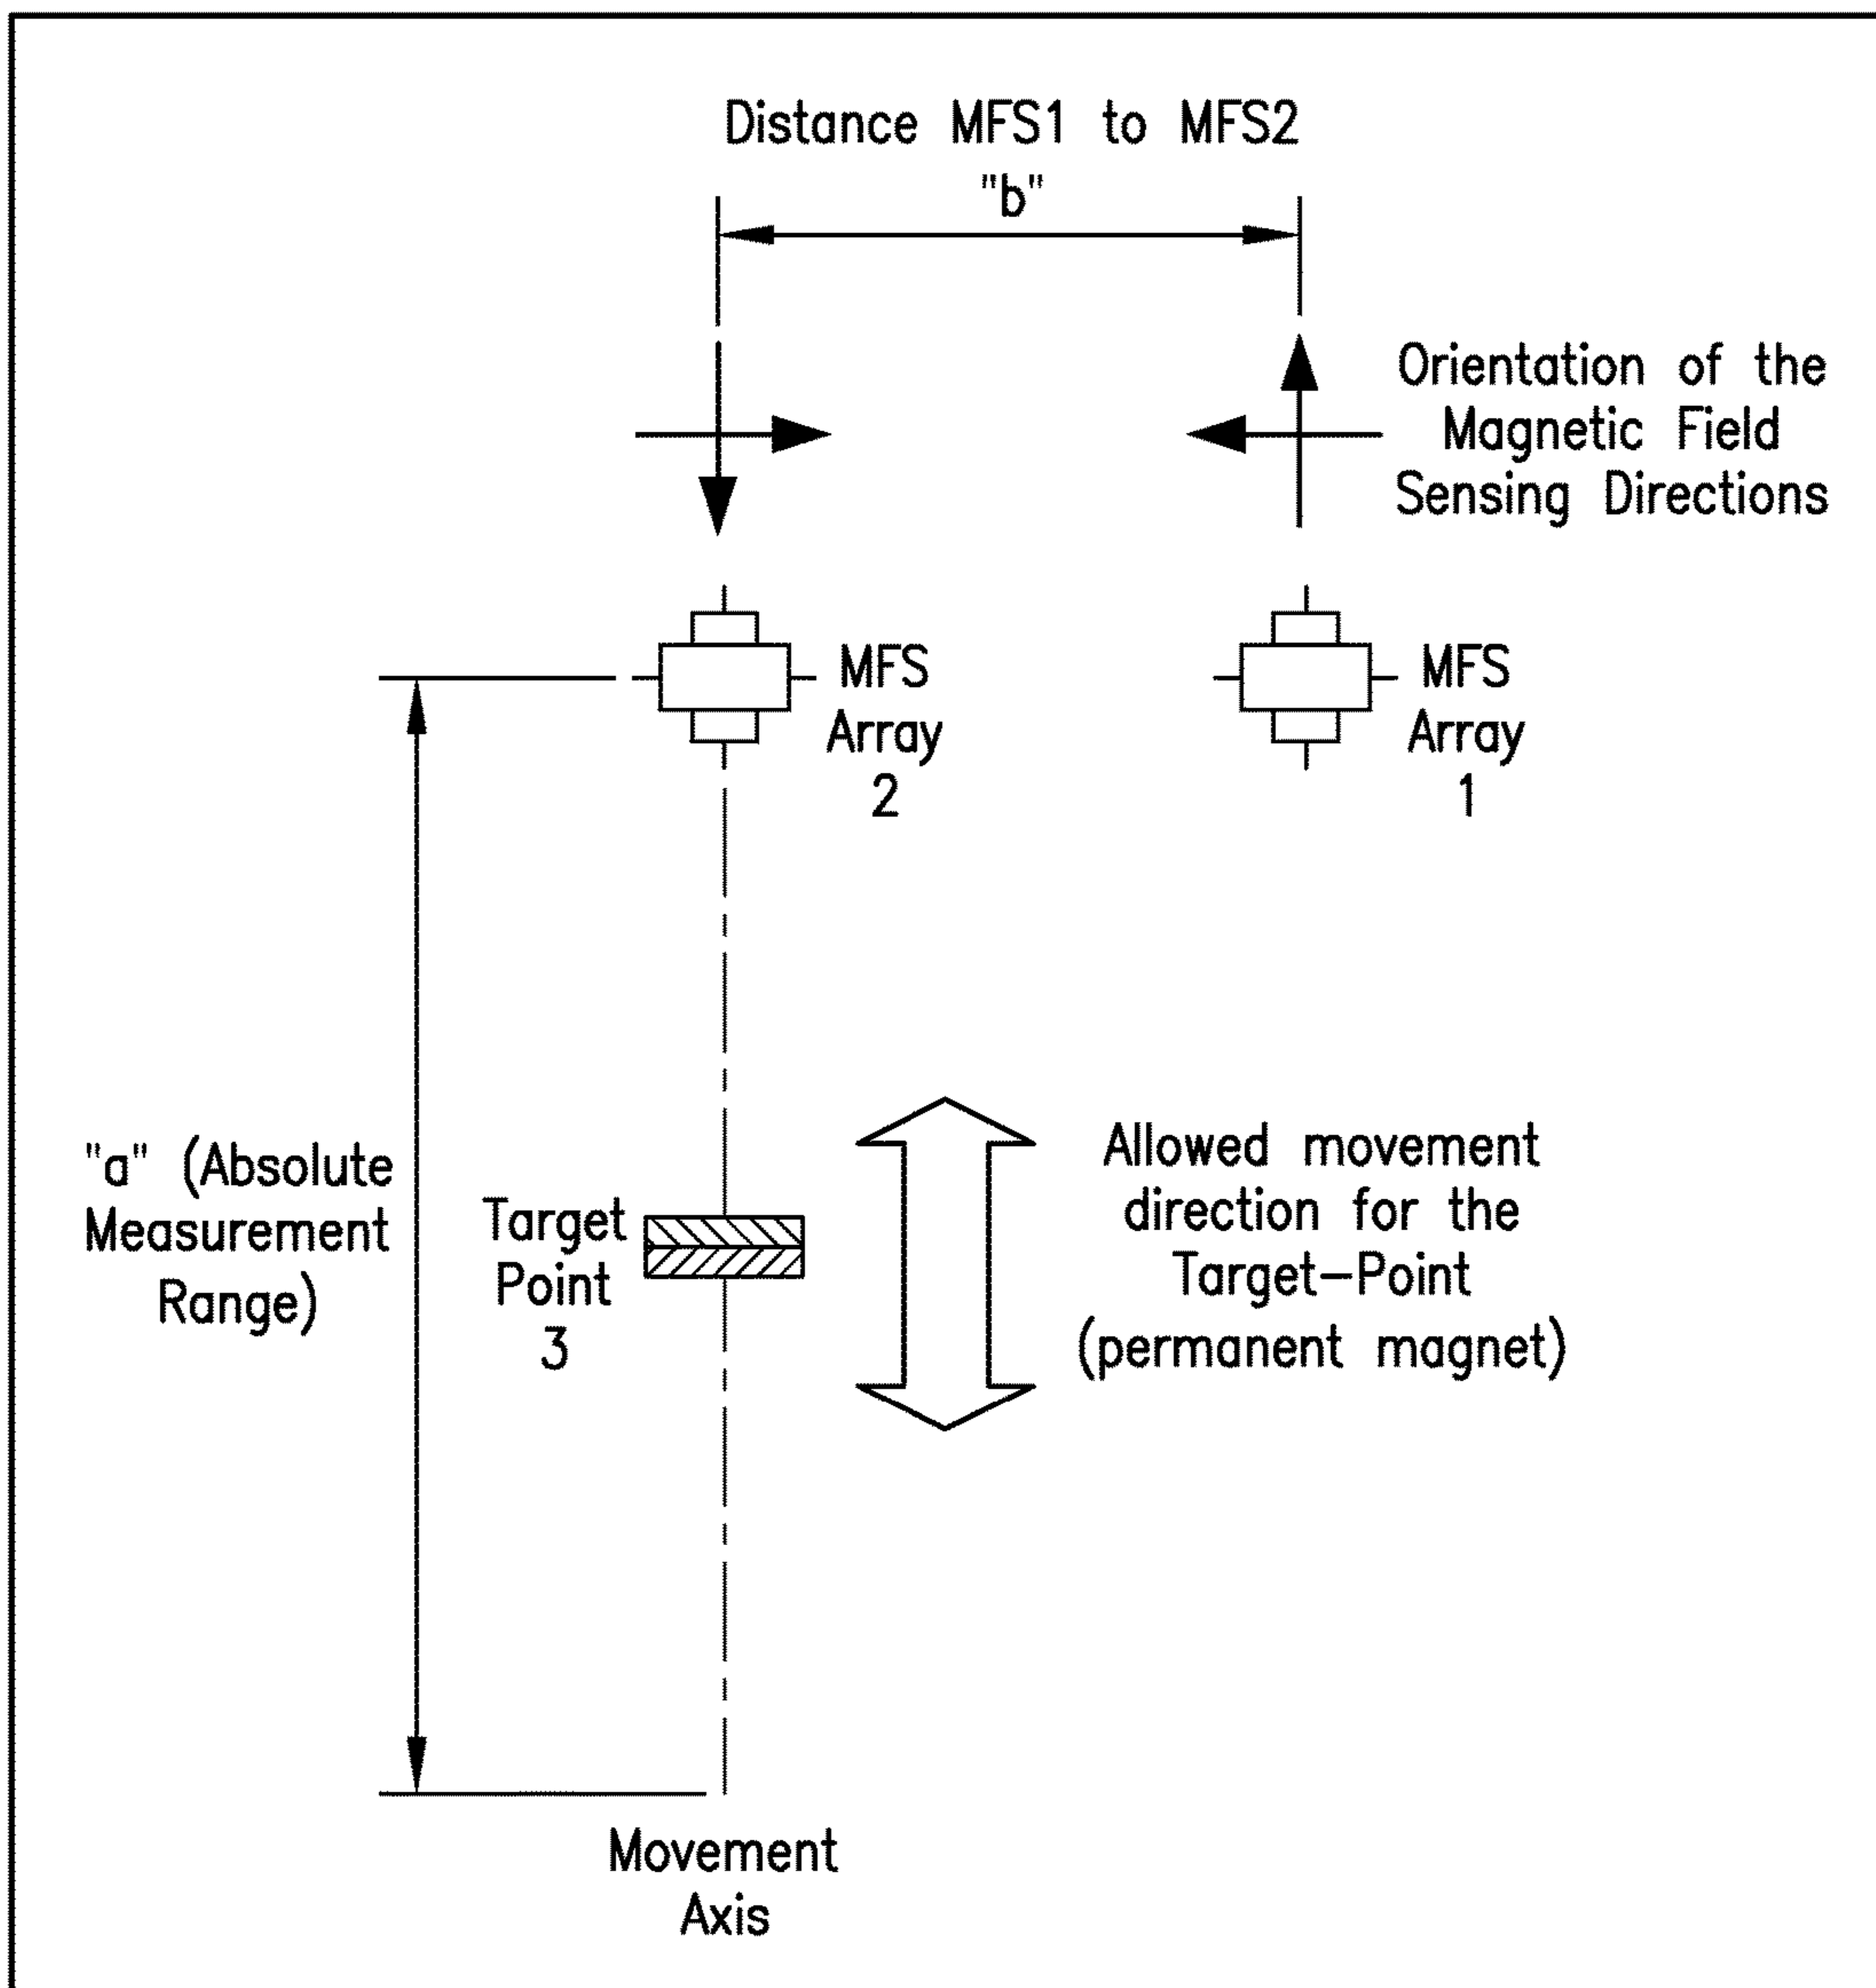 Distance MFS1 to MFS2
"b"
Orientation of the
Magnetic Field
Sensing Directions
MFS
Array
2
MFS
Array
1
"a" (Absolute
Measurement
Range)
Target
Point
3
Allowed movement
direction for the
Target-Point
(permanent magnet)
Movement
Axis